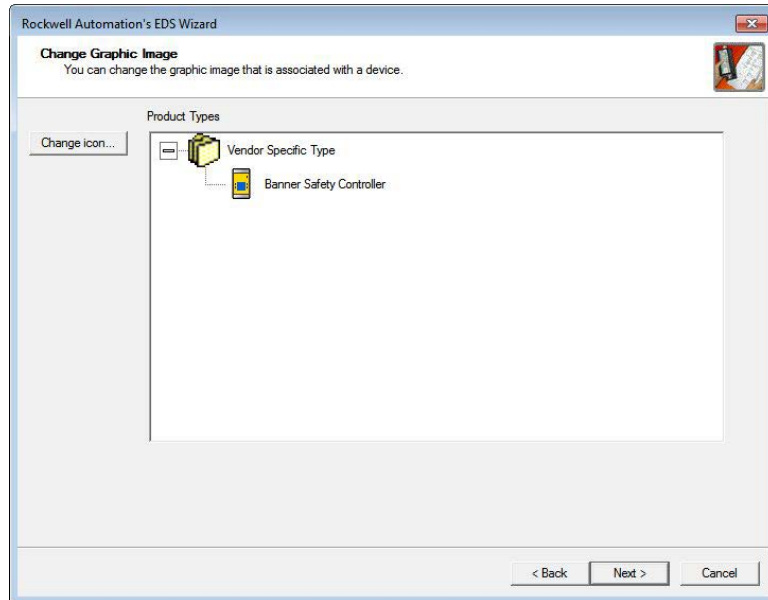 Rockwell Automation's EDS Wizard
Change Graphic Image
You can change the graphic image that is associated with a device.
Product Types
Change icon...
Vendor Specific Type
Banner Safety Controller
< Back
Next >
Cancel